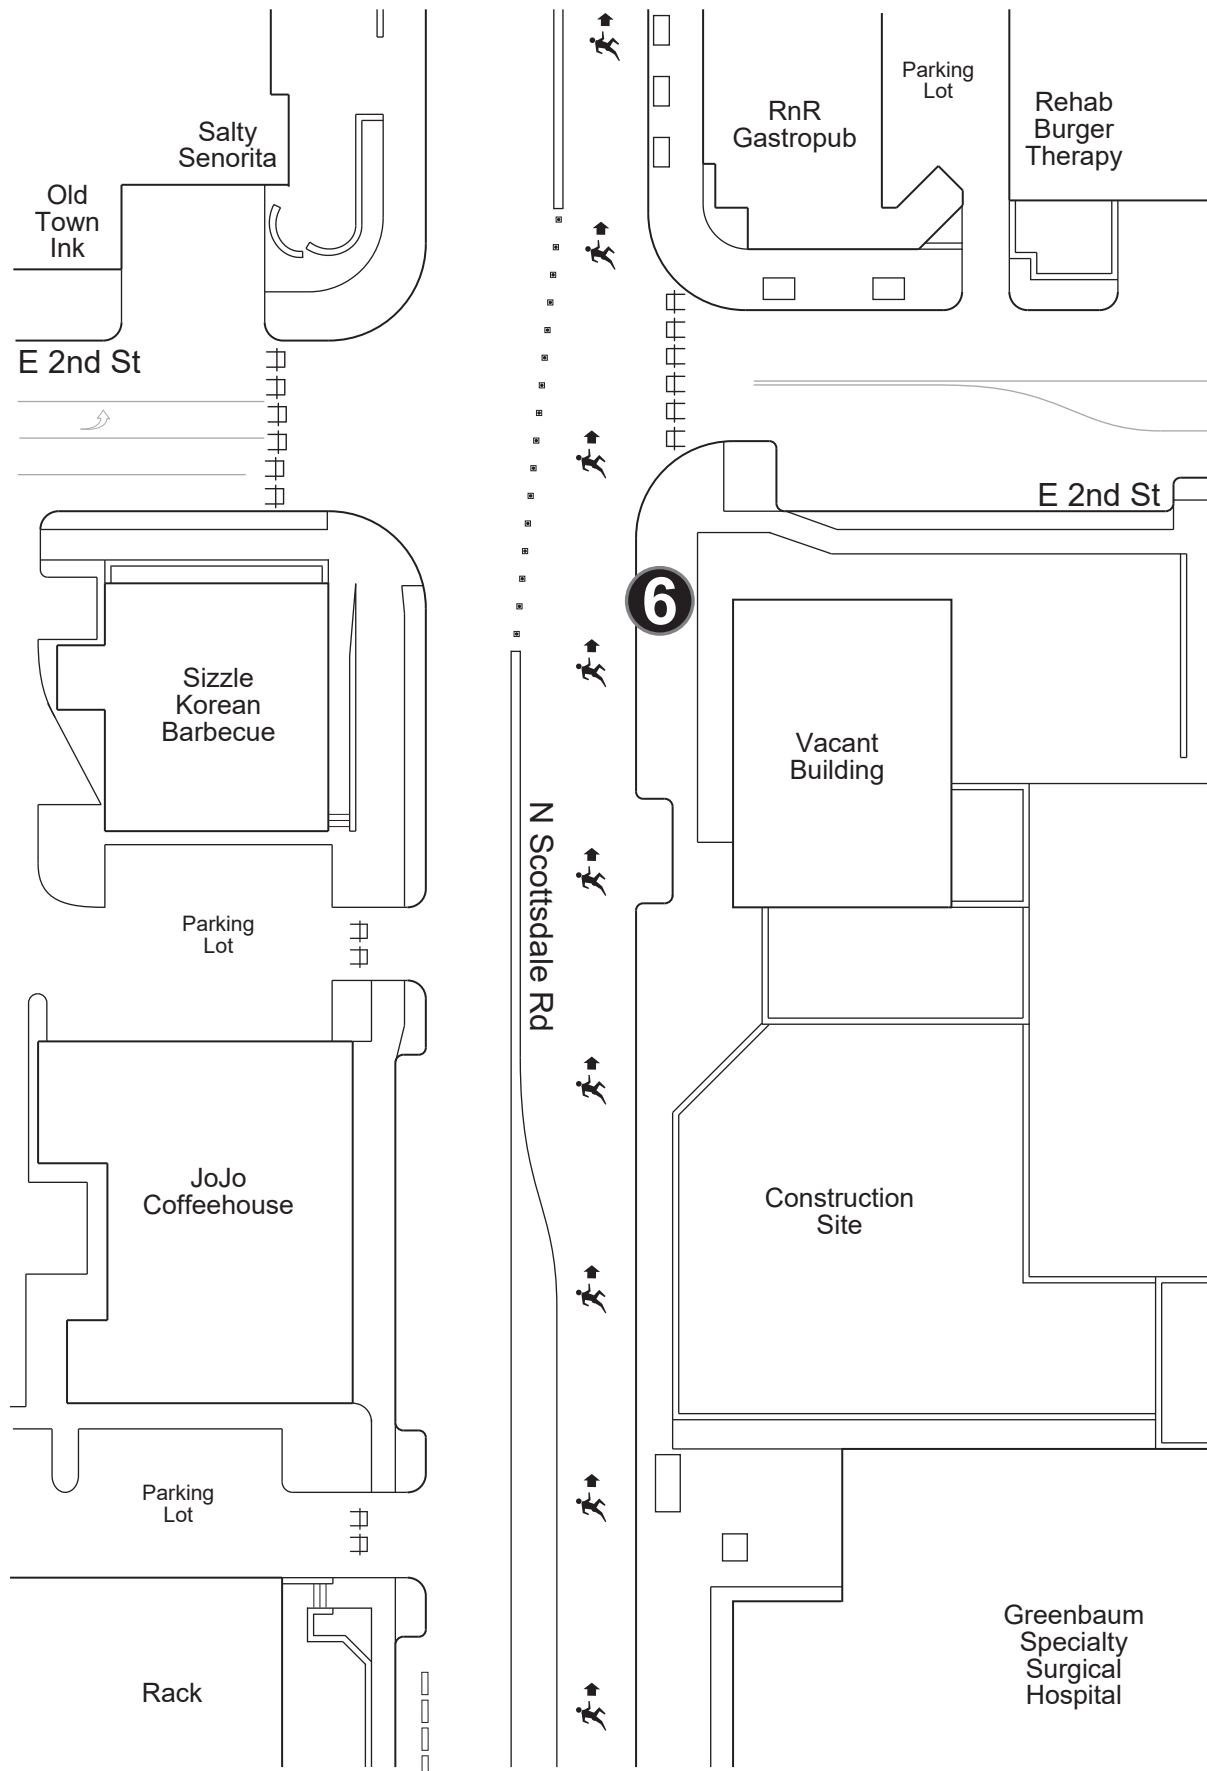 Parking
Lot
Rehab
Burger
Therapy
RnR
Gastropub
Salty
Senorita
Old
Town
Ink
E 2nd St
E 2nd St
6
Sizzle
Korean
Barbecue
Vacant
Building
N Scottsdale Rd
Parking
Lot
JoJo
Coffeehouse
Construction
Site
Parking
Lot
Greenbaum
Specialty
Surgical
Hospital
Rack